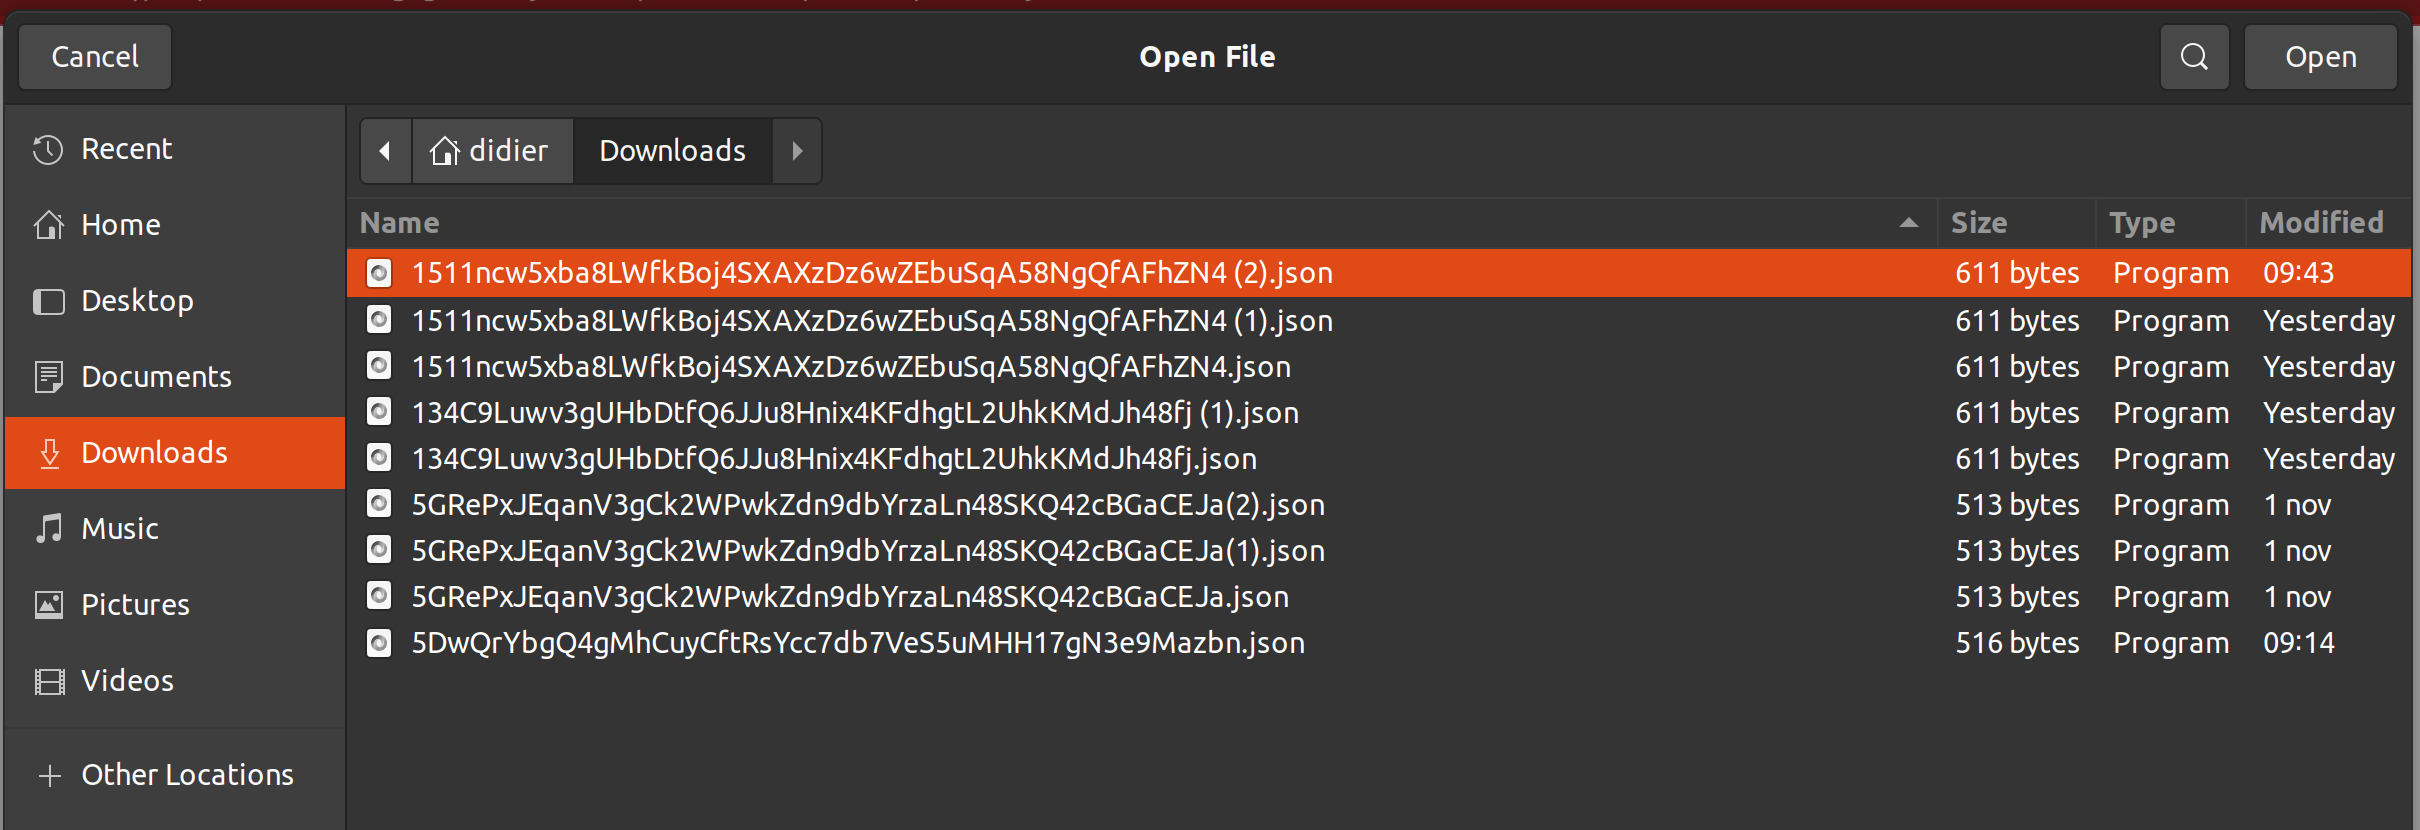 Cancel
Open File
Open
Recent
Home
Desktop
Documents
Downloads
Music
Pictures
Videos
Other Locations
didier
Downloads
Name Size Type Modified
1511ncw5xba8LWfkBoj4SXAXzDz6wZEbuSqA58NgQfAFhZN4 (2).json 611 bytes Program 09:43
1511ncw5xba8LWfkBoj4SXAXzDz6wZEbuSqA58NgQfAFhZN4 (1).json 611 bytes Program Yesterday
1511ncw5xba8LWfkBoj4SXAXzDz6wZEbuSqA58NgQfAFhZN4.json 611 bytes Program Yesterday
134C9Luwv3gUHbDtfQ6JJu8Hnix4KFdhgtL2UhkKMdJh48fj (1).json 611 bytes Program Yesterday
134C9Luwv3gUHbDtfQ6JJu8Hnix4KFdhgtL2UhkKMdJh48fj.json 611 bytes Program Yesterday
5GRePxJEqanV3gCk2WPwkZdn9dbYrzaLn48SKQ42cBGaCEJa(2).json 513 bytes Program 1 nov
5GRePxJEqanV3gCk2WPwkZdn9dbYrzaLn48SKQ42cBGaCEJa(1).json 513 bytes Program 1 nov
5GRePxJEqanV3gCk2WPwkZdn9dbYrzaLn48SKQ42cBGaCEJa.json 513 bytes Program 1 nov
5DwQrYbgQ4gMhCuyCftRsYcc7db7VeS5uMHH17gN3e9Mazbn.json 516 bytes Program 09:14